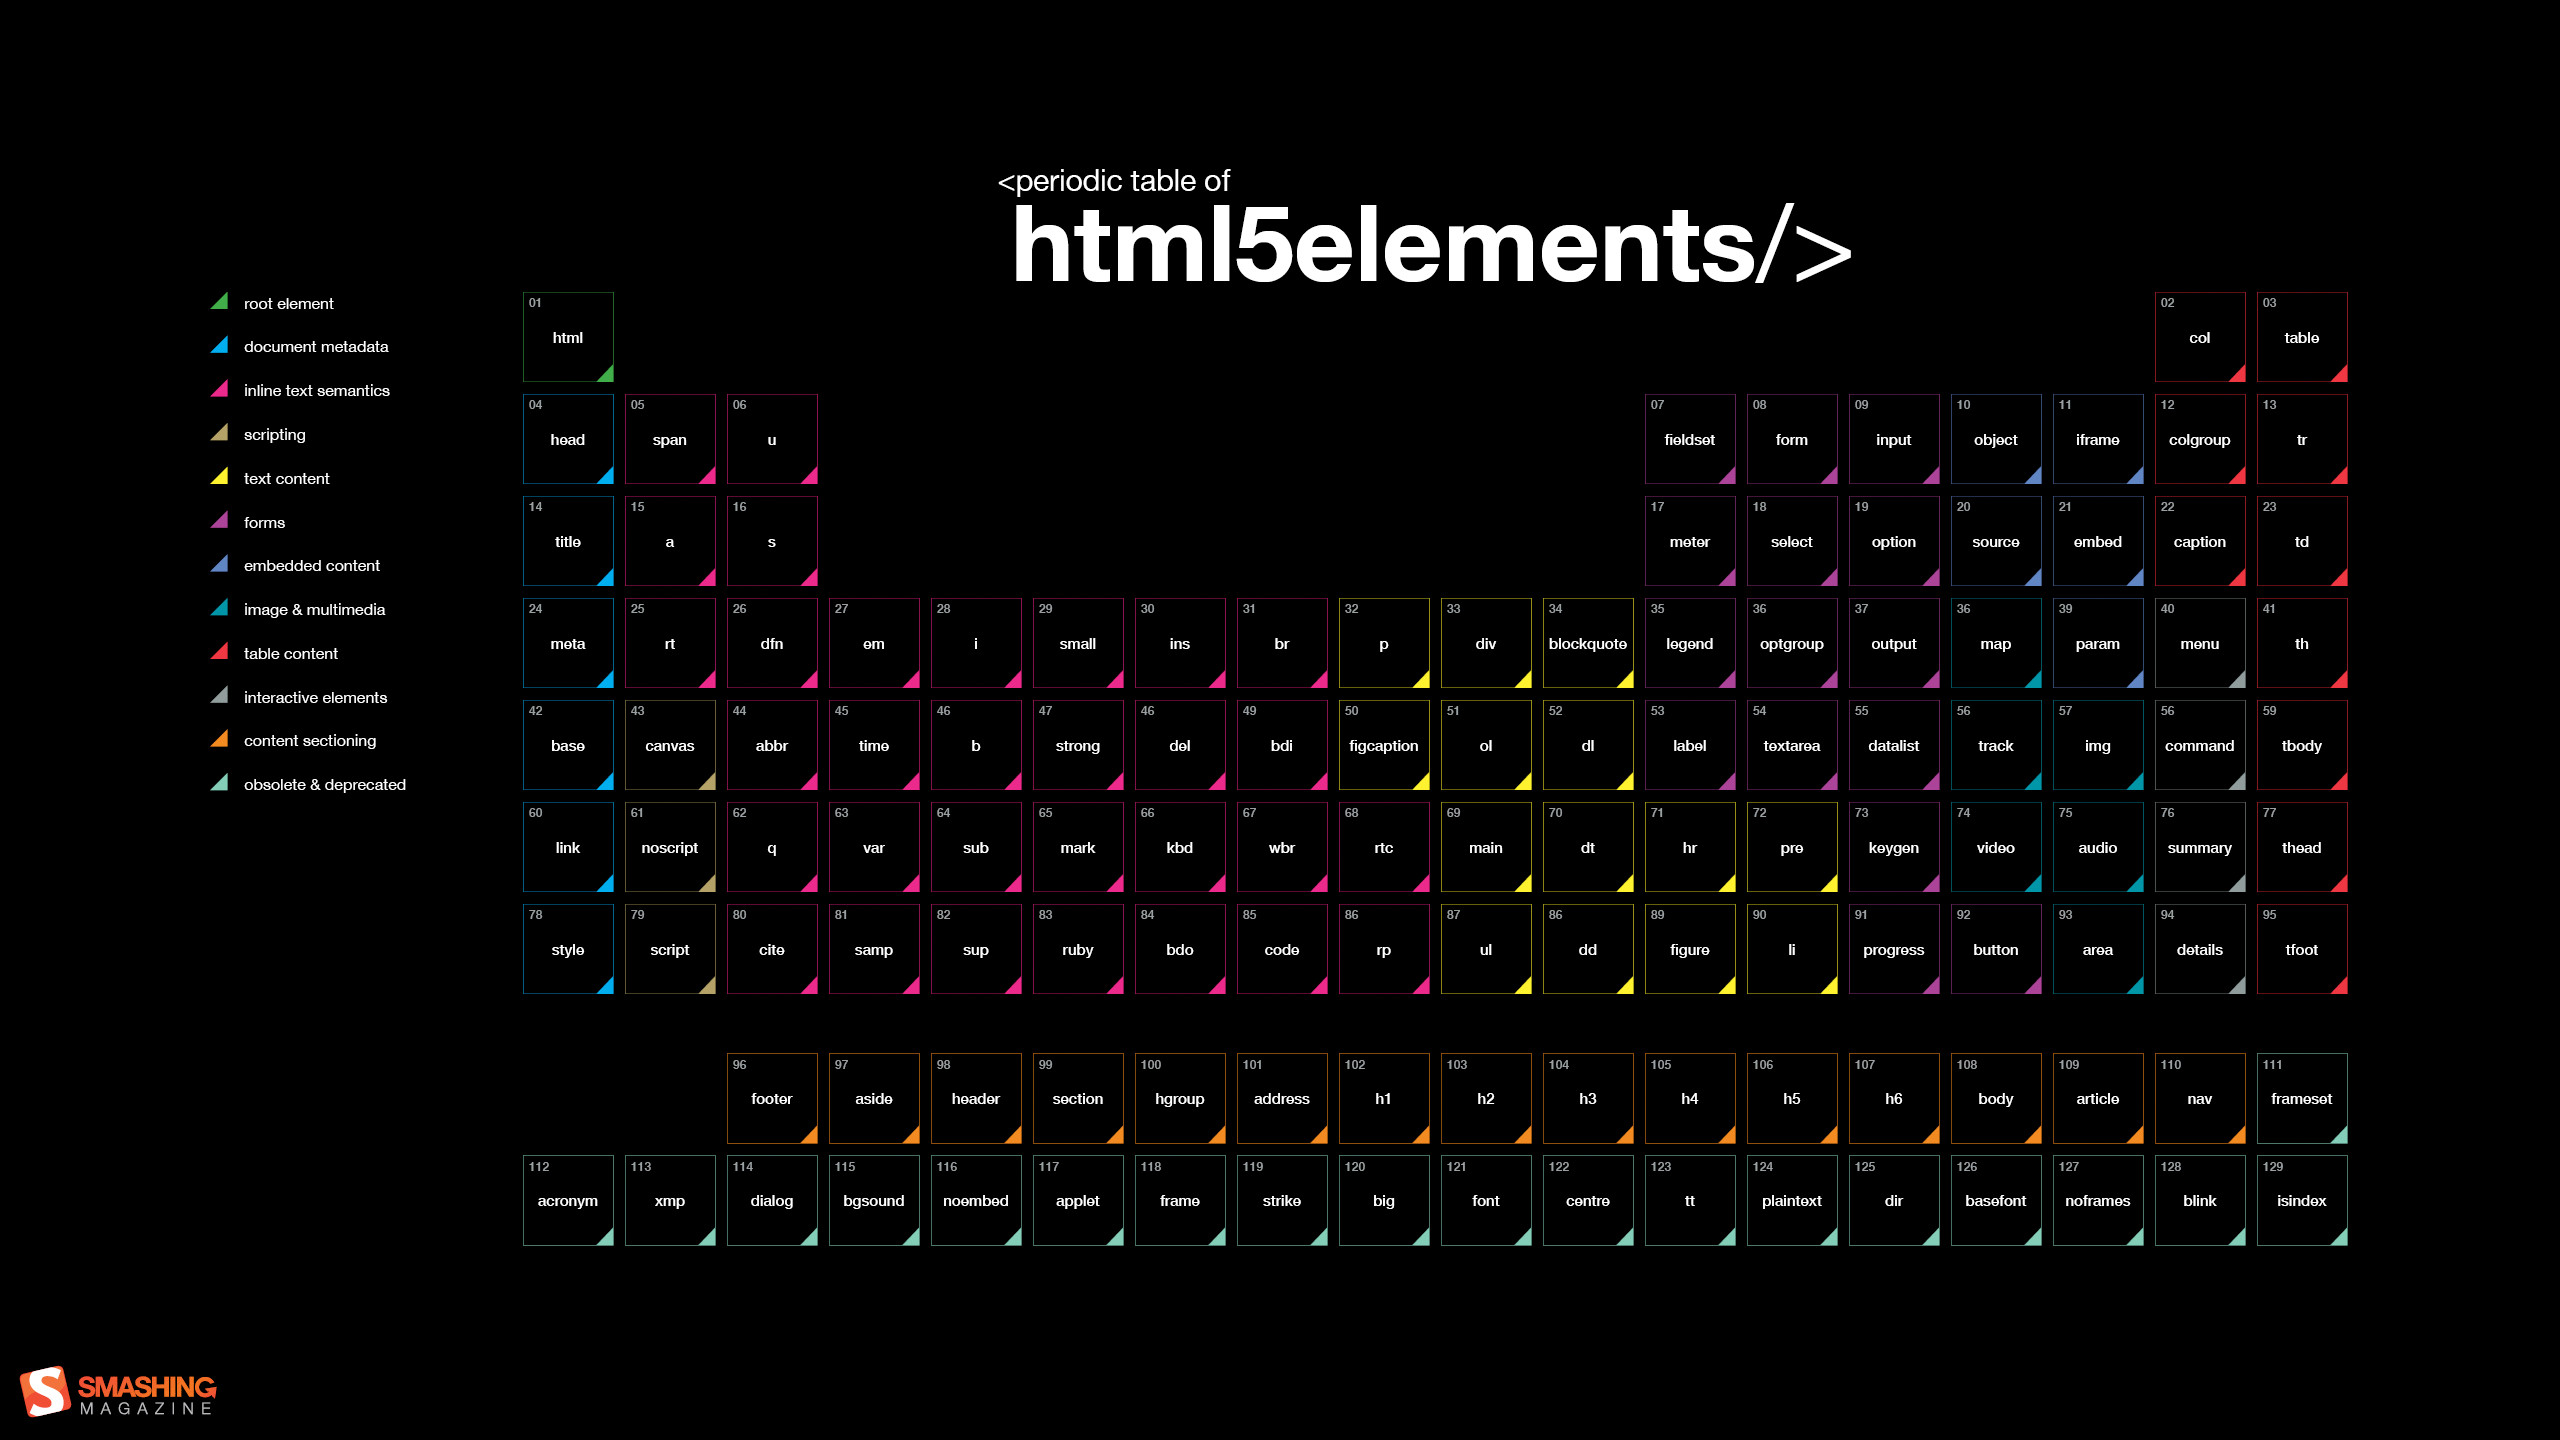 <periodic table of
html5elements/>
root element
document metadata
inline text semantics
scripting
text content
forms
embedded content
image & multimedia
table content
interactive elements
content sectioning
obsolete & deprecated
01 02 03
html col table
04 05 06 07 08 09 10 11 12 13
head span u fieldset form input object iframe colgroup tr
14 15 16 17 18 19 20 21 22 23
title a s meter select option source embed caption td
24 25 26 27 28 29 30 31 32 33 34 35 36 37 36 39 40 41
meta rt dfn em i small ins br p div blockquote legend optgroup output map param menu th
42 43 44 45 46 47 46 49 50 51 52 53 54 55 56 57 56 59
base canvas abbr time b strong del bdi figcaption ol dl label textarea datalist track img command tbody
60 61 62 63 64 65 66 67 68 69 70 71 72 73 74 75 76 77
link noscript q var sub mark kbd wbr rtc main dt hr pre keygen video audio summary thead
78 79 80 81 82 83 84 85 86 87 86 89 90 91 92 93 94 95
style script cite samp sup ruby bdo code rp ul dd figure li progress button area details tfoot
96 97 98 99 100 101 102 103 104 105 106 107 108 109 110 111
footer aside header section hgroup address h1 h2 h3 h4 h5 h6 body article nav frameset
112 113 114 115 116 117 118 119 120 121 122 123 124 125 126 127 128 129
acronym xmp dialog bgsound noembed applet frame strike big font centre tt plaintext dir basefont noframes blink isindex
SMASHING
MAGAZINE